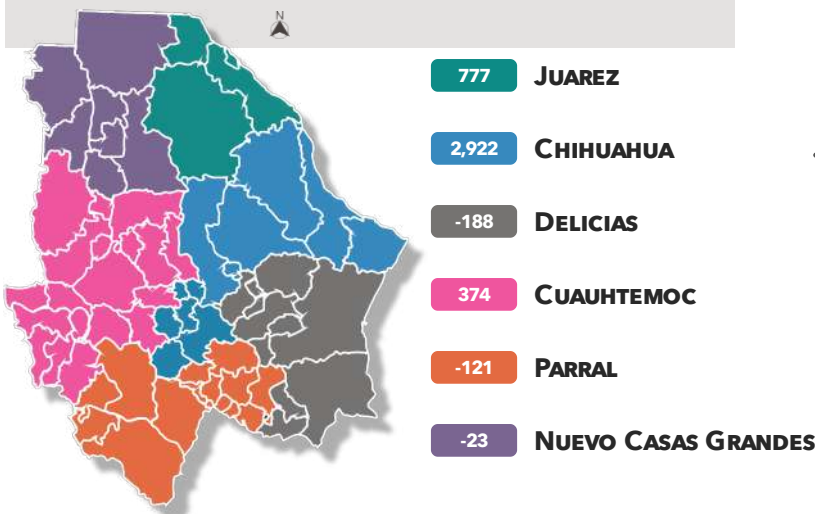 N
777 JUAREZ
2,922 CHIHUAHUA
-188 DELICIAS
374 CUAUHTEMOC
-121 PARRAL
-23 NUEVO CASAS GRANDES